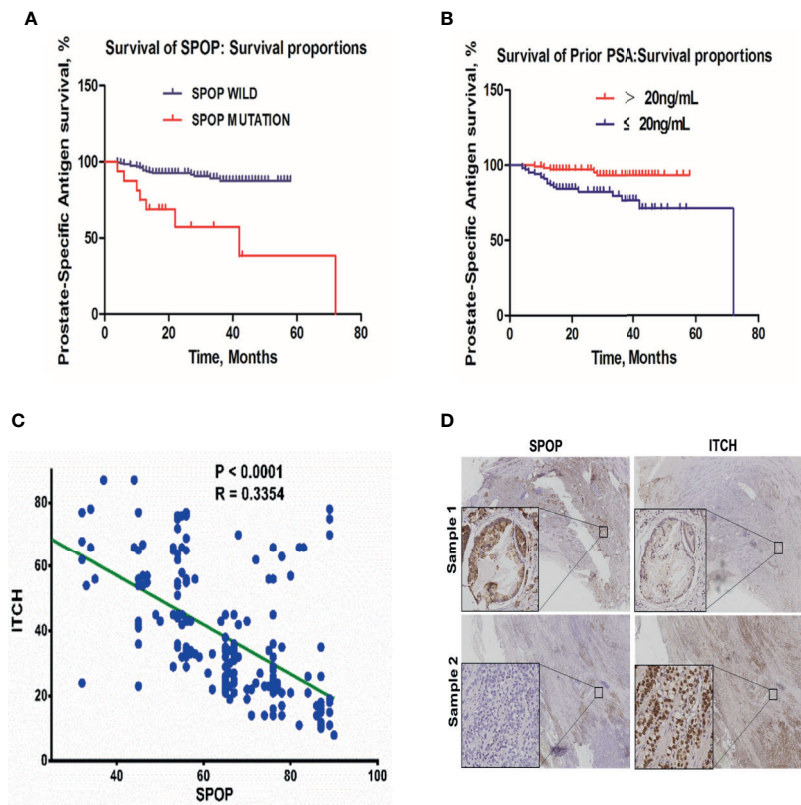 A
Survival of SPOP: Survival proportions
Prostate-Specific Antigen survival, %
150
100
50
0
SPOP WILD
SPOP MUTATION
0 20 40 60 80
Time, Months
B
Survival of Prior PSA:Survival proportions
Prostate-Specific Antigen survival, %
150
100
50
0
> 20ng/mL
≤ 20ng/mL
0 20 40 60 80
Time, Months
C
P < 0.0001
R = 0.3354
ITCH
80
60
40
20
0
40 60 80 100
SPOP
D
SPOP ITCH
Sample 1
Sample 2